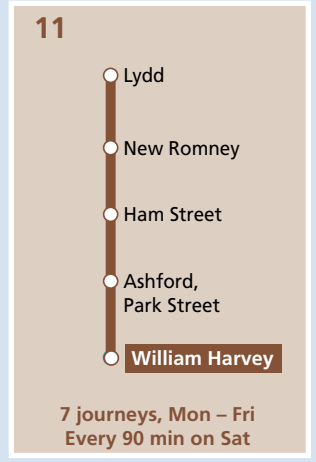 11
Lydd
New Romney
Ham Street
Ashford,
Park Street
William Harvey
7 journeys, Mon – Fri
Every 90 min on Sat